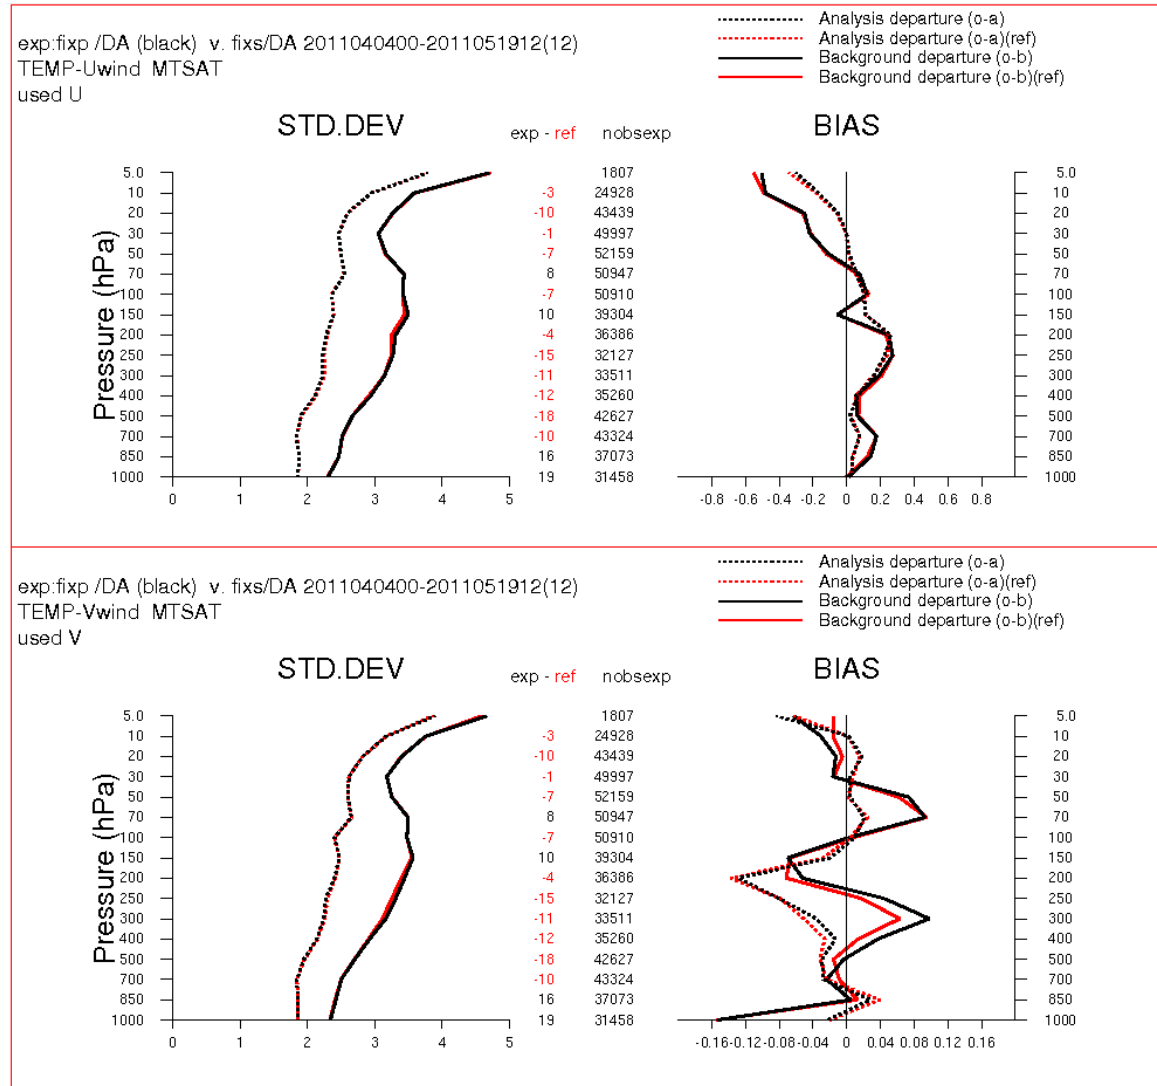 exp:fixp /DA (black) v. fixs/DA 2011040400-2011051912(12)
TEMP-Uwind MTSAT
used U
Analysis departure (o-a)
Analysis departure (o-a)(ref)
Background departure (o-b)
Background departure (o-b)(ref)
STD.DEV exp - ref nobsexp BIAS
Pressure (hPa)
5.0 1807 5.0
10 -3 24928 10
20 -10 43439 20
30 -1 49997 30
50 -7 52159 50
70 8 50947 70
100 -7 50910 100
150 10 39304 150
200 -4 36386 200
250 -15 32127 250
300 -11 33511 300
400 -12 35260 400
500 -18 42627 500
700 -10 43324 700
850 16 37073 850
1000 19 31458 1000
0 1 2 3 4 5 -0.8 -0.6 -0.4 -0.2 0 0.2 0.4 0.6 0.8
exp:fixp /DA (black) v. fixs/DA 2011040400-2011051912(12)
TEMP-Vwind MTSAT
used V
Analysis departure (o-a)
Analysis departure (o-a)(ref)
Background departure (o-b)
Background departure (o-b)(ref)
STD.DEV exp - ref nobsexp BIAS
Pressure (hPa)
5.0 1807 5.0
10 -3 24928 10
20 -10 43439 20
30 -1 49997 30
50 -7 52159 50
70 8 50947 70
100 -7 50910 100
150 10 39304 150
200 -4 36386 200
250 -15 32127 250
300 -11 33511 300
400 -12 35260 400
500 -18 42627 500
700 -10 43324 700
850 16 37073 850
1000 19 31458 1000
0 1 2 3 4 5 -0.16 -0.12 -0.08 -0.04 0 0.04 0.08 0.12 0.16